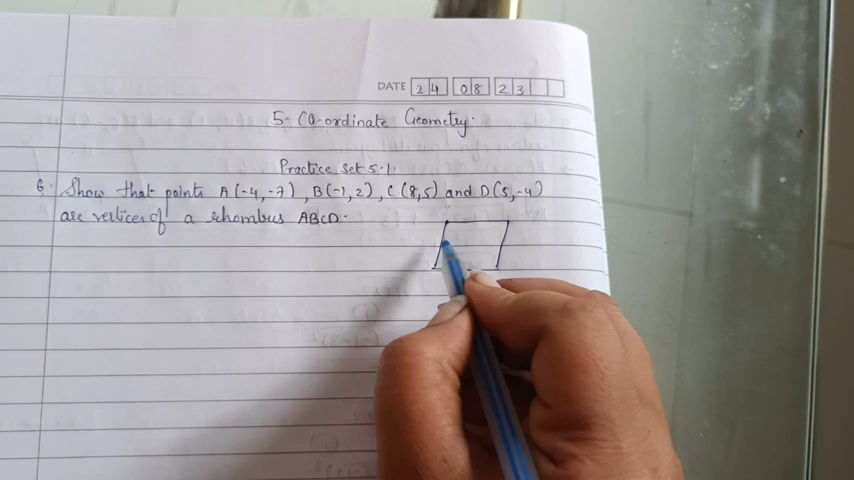 DATE 24 08 23
5. Co-ordinate Geometry.
Practice Set 5.1
6. Show that points A(-4,-7), B(-1,2), C(8,5) and D(5,-4)
are vertices of a rhombus ABCD.